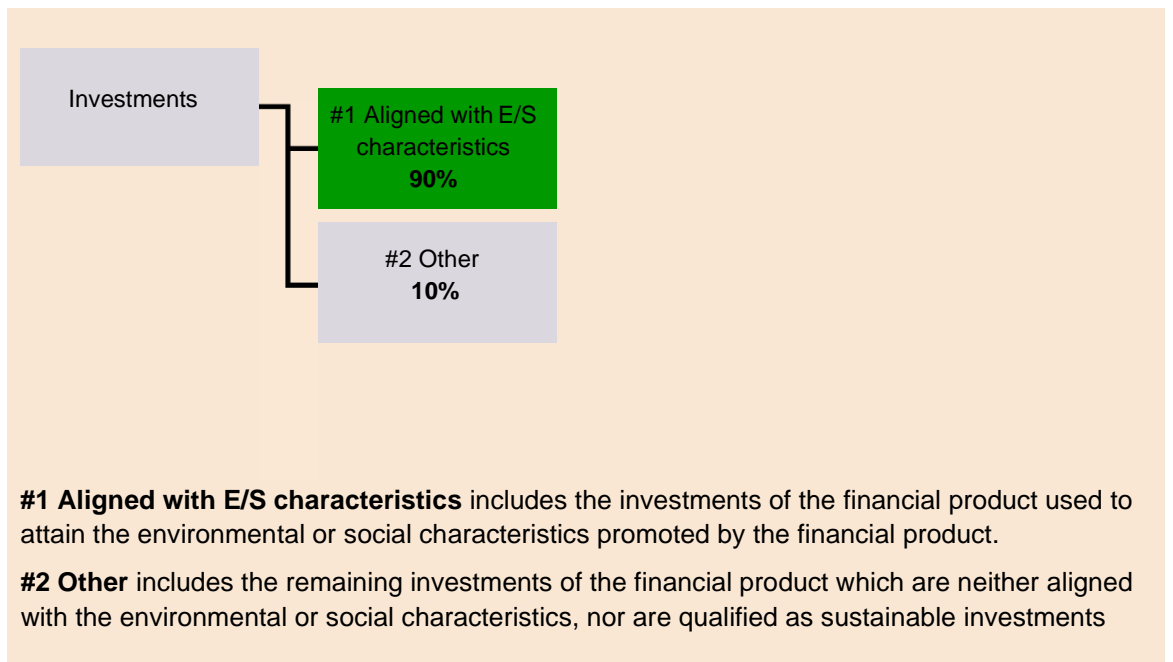 Investments
#1 Aligned with E/S
characteristics
90%
#2 Other
10%
#1 Aligned with E/S characteristics includes the investments of the financial product used to
attain the environmental or social characteristics promoted by the financial product.
#2 Other includes the remaining investments of the financial product which are neither aligned
with the environmental or social characteristics, nor are qualified as sustainable investments